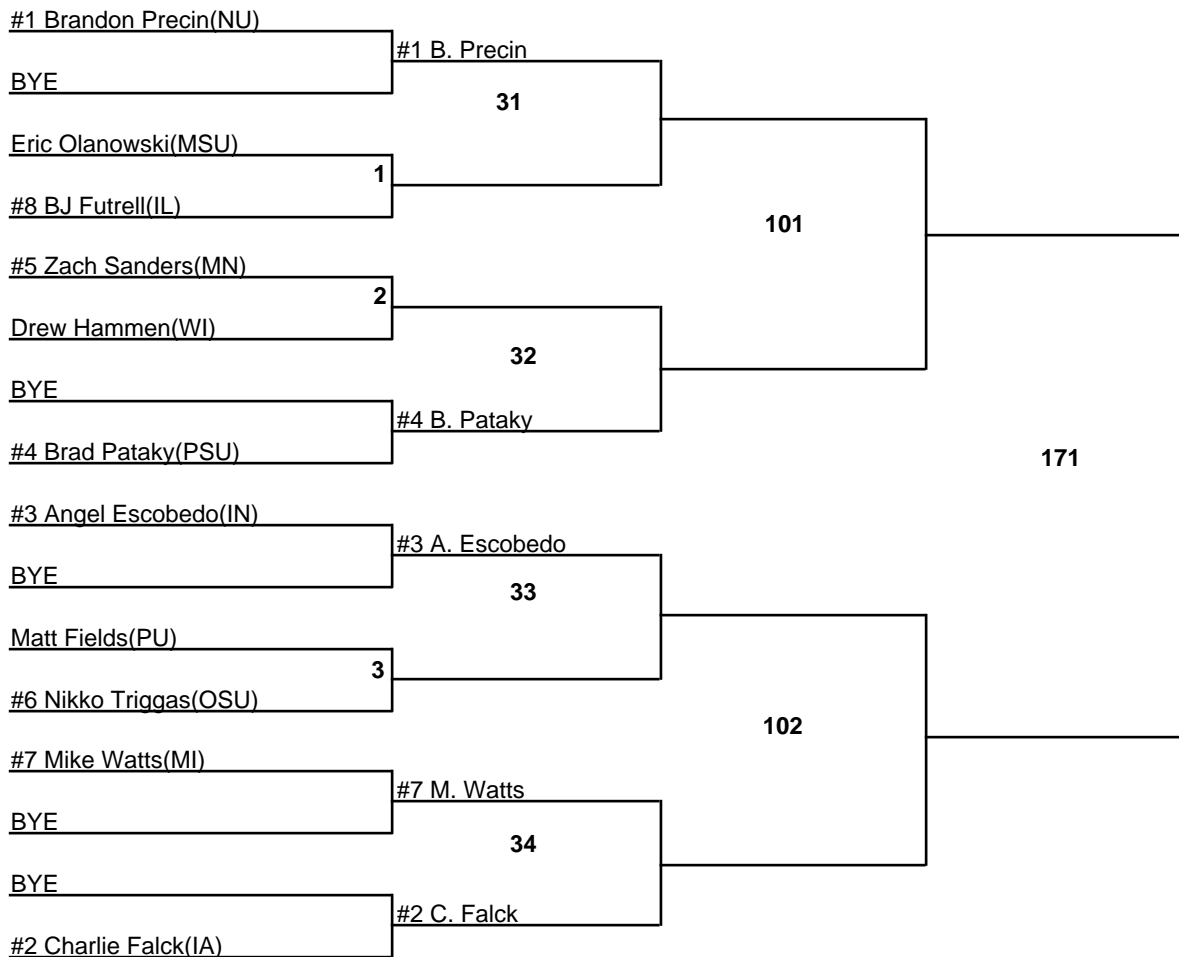 #1 Brandon Precin(NU)
#1 B. Precin
BYE
31
Eric Olanowski(MSU)
1
#8 BJ Futrell(IL)
101
#5 Zach Sanders(MN)
2
Drew Hammen(WI)
32
BYE
#4 B. Pataky
#4 Brad Pataky(PSU)
171
#3 Angel Escobedo(IN)
#3 A. Escobedo
BYE
33
Matt Fields(PU)
3
#6 Nikko Triggas(OSU)
102
#7 Mike Watts(MI)
#7 M. Watts
BYE
34
BYE
#2 C. Falck
#2 Charlie Falck(IA)